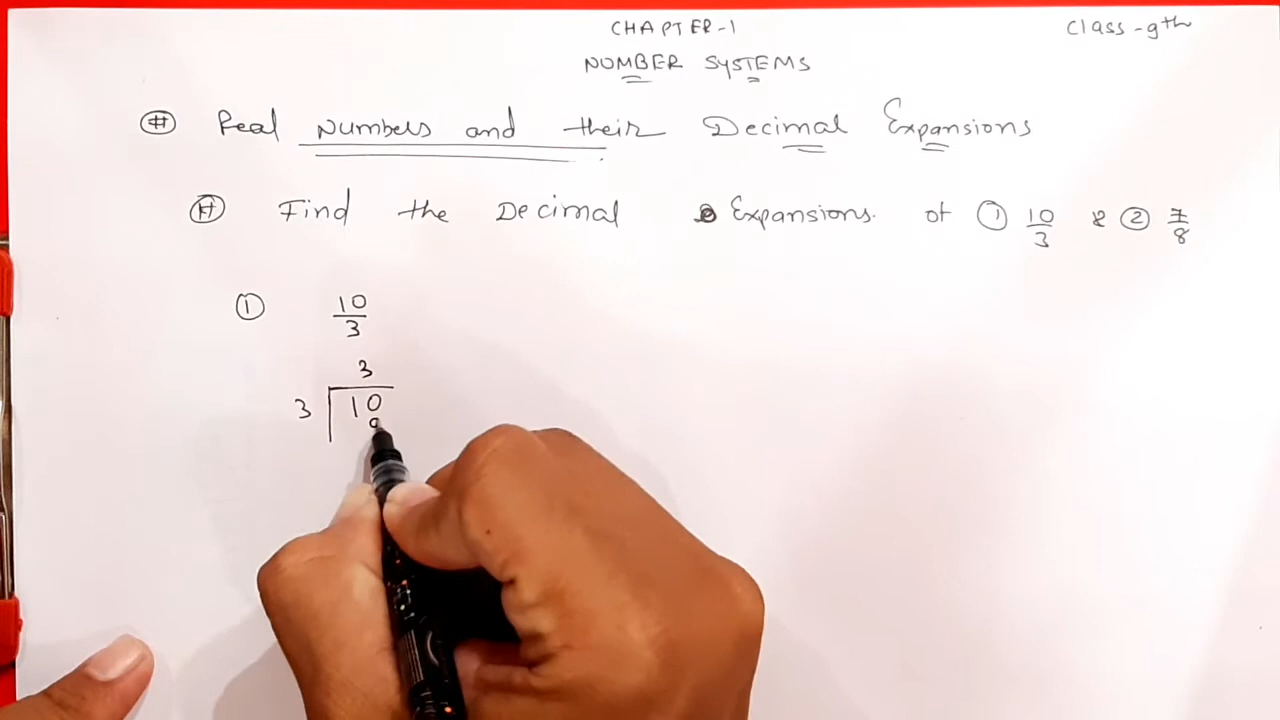 CHAPTER-1
Class-9th
NUMBER SYSTEMS
# Real Numbers and their Decimal Expansions
# Find the Decimal Expansions. of ① 10/3 & ② 7/8
① 10/3
3
3 10
9